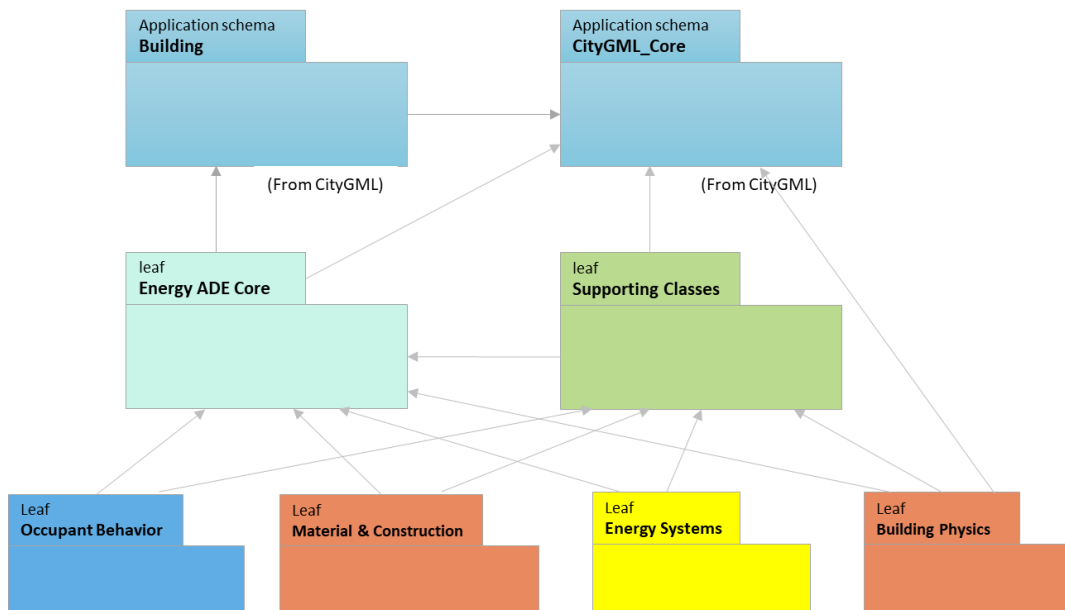 Application schema
Building
Application schema
CityGML_Core
(From CityGML)
(From CityGML)
leaf
Energy ADE Core
leaf
Supporting Classes
Leaf
Occupant Behavior
Leaf
Material & Construction
Leaf
Energy Systems
Leaf
Building Physics